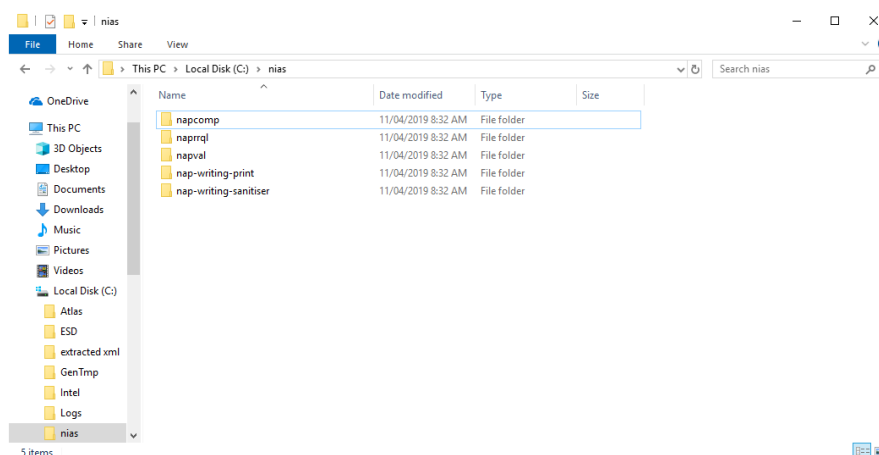 nias
File Home Share View
This PC > Local Disk (C:) > nias
Search nias
Name Date modified Type Size
OneDrive
This PC
3D Objects
Desktop
Documents
Downloads
Music
Pictures
Videos
Local Disk (C:)
Atlas
ESD
extracted xml
GenTmp
Intel
Logs
nias
napcomp 11/04/2019 8:32 AM File folder
naprrql 11/04/2019 8:32 AM File folder
napval 11/04/2019 8:32 AM File folder
nap-writing-print 11/04/2019 8:32 AM File folder
nap-writing-sanitiser 11/04/2019 8:32 AM File folder
5 items